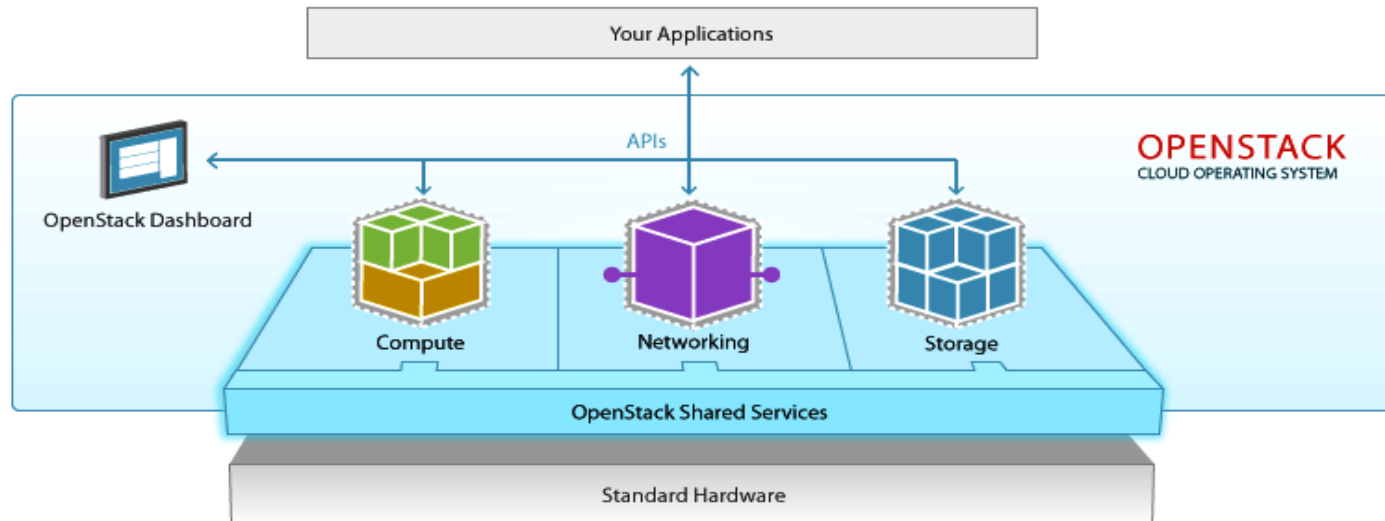 Your Applications
APIs
OPENSTACK
CLOUD OPERATING SYSTEM
OpenStack Dashboard
Compute
Networking
Storage
OpenStack Shared Services
Standard Hardware